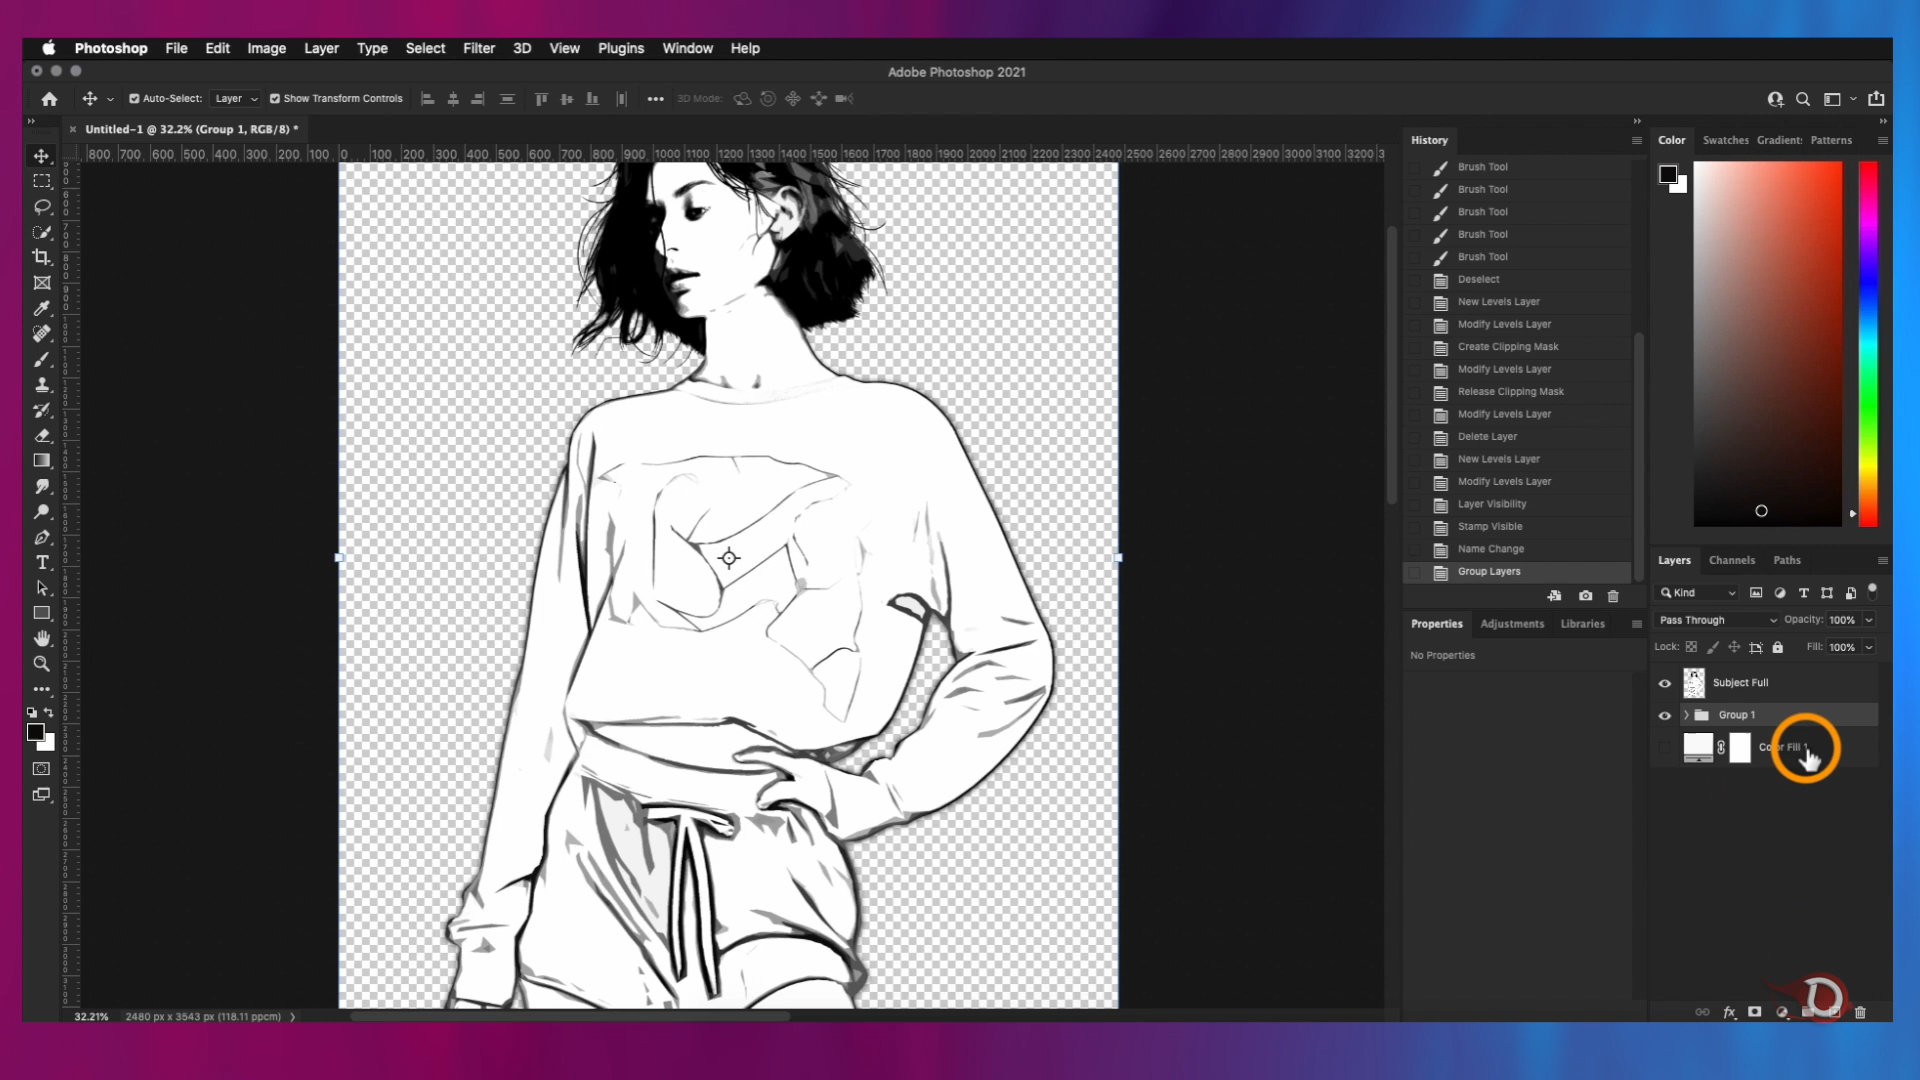 Photoshop File Edit Image Layer Type Select Filter 3D View Plugins Window Help
Adobe Photoshop 2021
Auto-Select: Layer Show Transform Controls 3D Mode:
Untitled-1 @ 32.2% (Group 1, RGB/8) *
800 700 600 500 400 300 200 100 0 100 200 300 400 500 600 700 800 900 1000 1100 1200 1300 1400 1500 1600 1700 1800 1900 2000 2100 2200 2300 2400 2500 2600 2700 2800 2900 3000 3100 3200 3
History
Brush Tool
Brush Tool
Brush Tool
Brush Tool
Brush Tool
Deselect
New Levels Layer
Modify Levels Layer
Create Clipping Mask
Modify Levels Layer
Release Clipping Mask
Modify Levels Layer
Delete Layer
New Levels Layer
Modify Levels Layer
Layer Visibility
Stamp Visible
Name Change
Group Layers
Properties Adjustments Libraries
No Properties
Color Swatches Gradient: Patterns
Layers Channels Paths
Kind
Pass Through Opacity: 100%
Lock: Fill: 100%
Subject Full
Group 1
Color Fill 1
fx
D
32.21% 2480 px x 3543 px (118.11 ppcm)